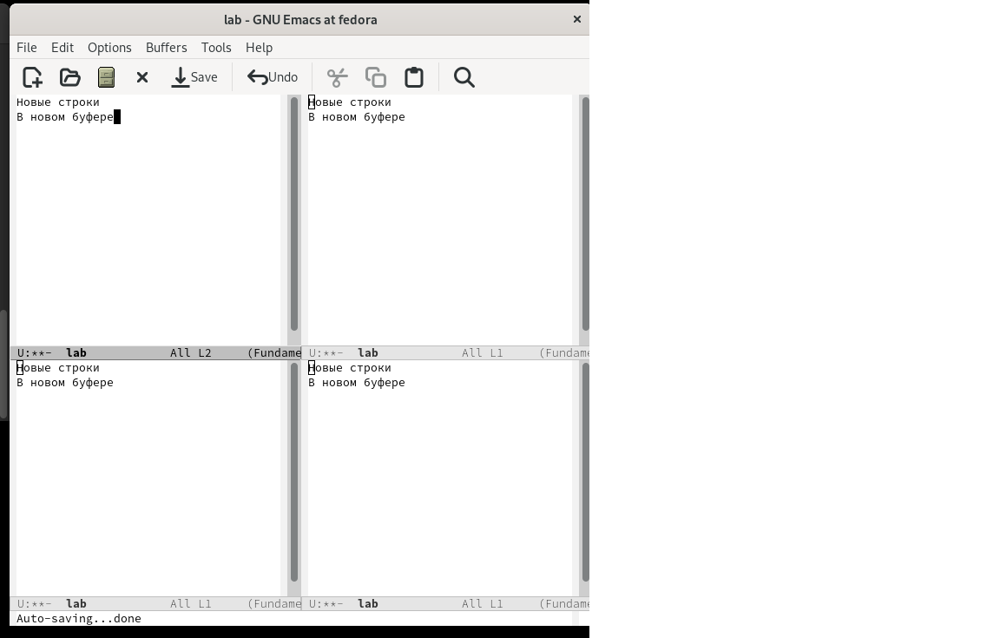 lab - GNU Emacs at fedora
File Edit Options Buffers Tools Help
Save Undo
Новые строки
В новом буфере
Новые строки
В новом буфере
U:**- lab All L2 (Fundame
U:**- lab All L1 (Fundame
Новые строки
В новом буфере
Новые строки
В новом буфере
U:**- lab All L1 (Fundame
U:**- lab All L1 (Fundame
Auto-saving...done